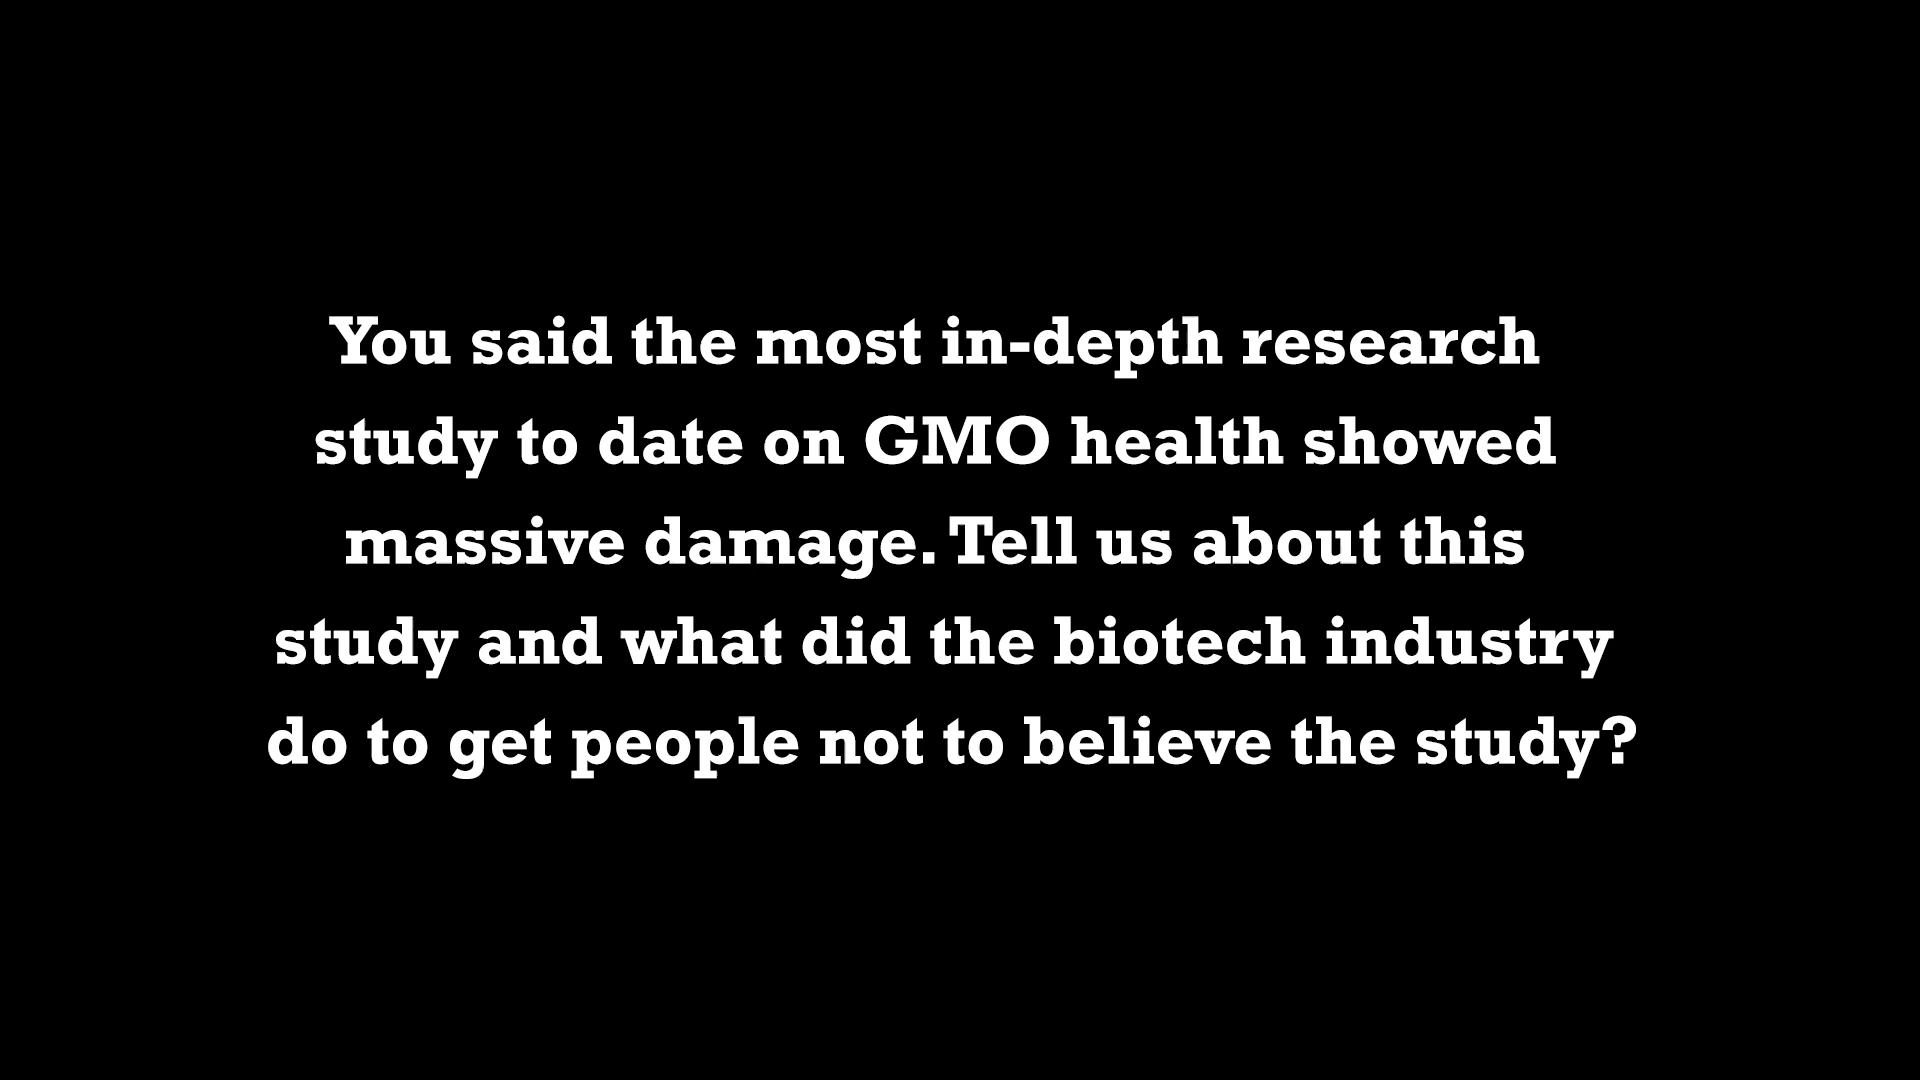 You said the most in-depth research
study to date on GMO health showed
massive damage. Tell us about this
study and what did the biotech industry
do to get people not to believe the study?